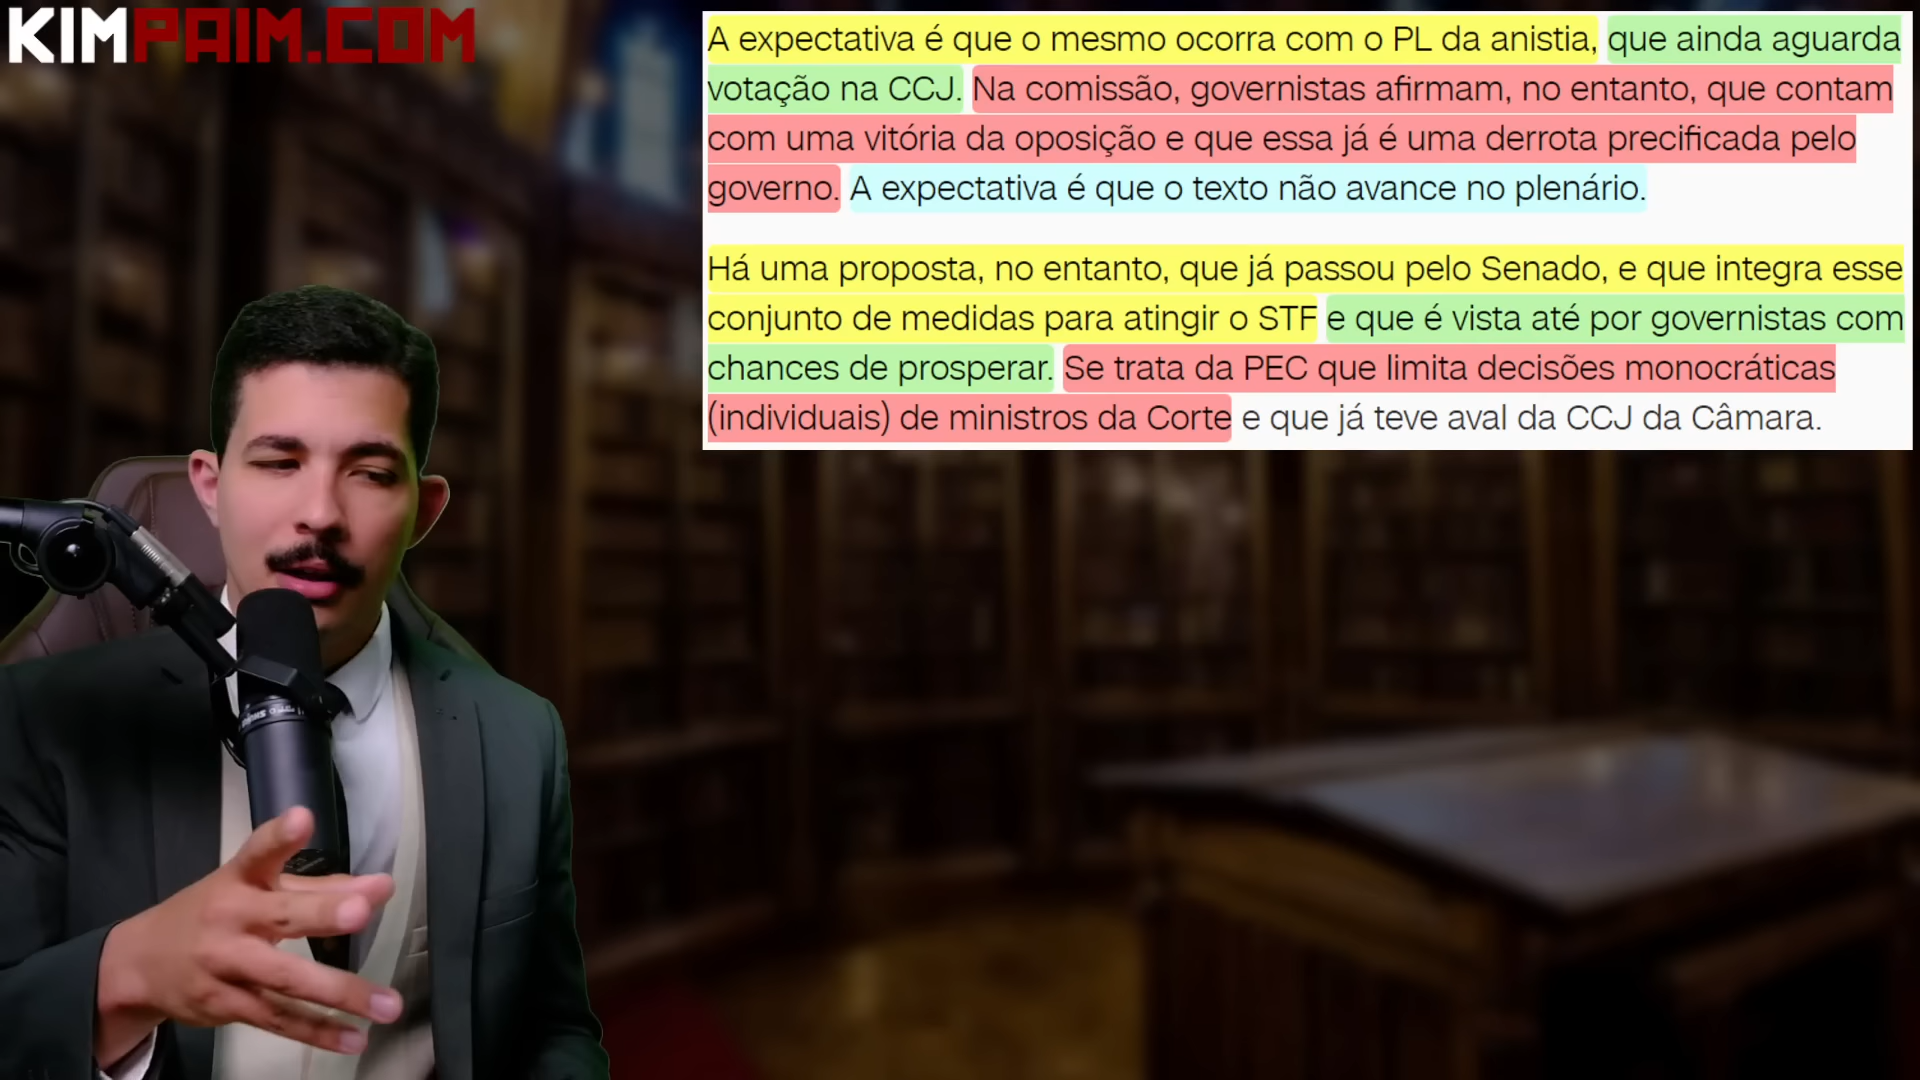 KIMPAIM.COM
A expectativa é que o mesmo ocorra com o PL da anistia, que ainda aguarda
votação na CCJ. Na comissão, governistas afirmam, no entanto, que contam
com uma vitória da oposição e que essa já é uma derrota precificada pelo
governo. A expectativa é que o texto não avance no plenário.
Há uma proposta, no entanto, que já passou pelo Senado, e que integra esse
conjunto de medidas para atingir o STF e que é vista até por governistas com
chances de prosperar. Se trata da PEC que limita decisões monocráticas
(individuais) de ministros da Corte e que já teve aval da CCJ da Câmara.